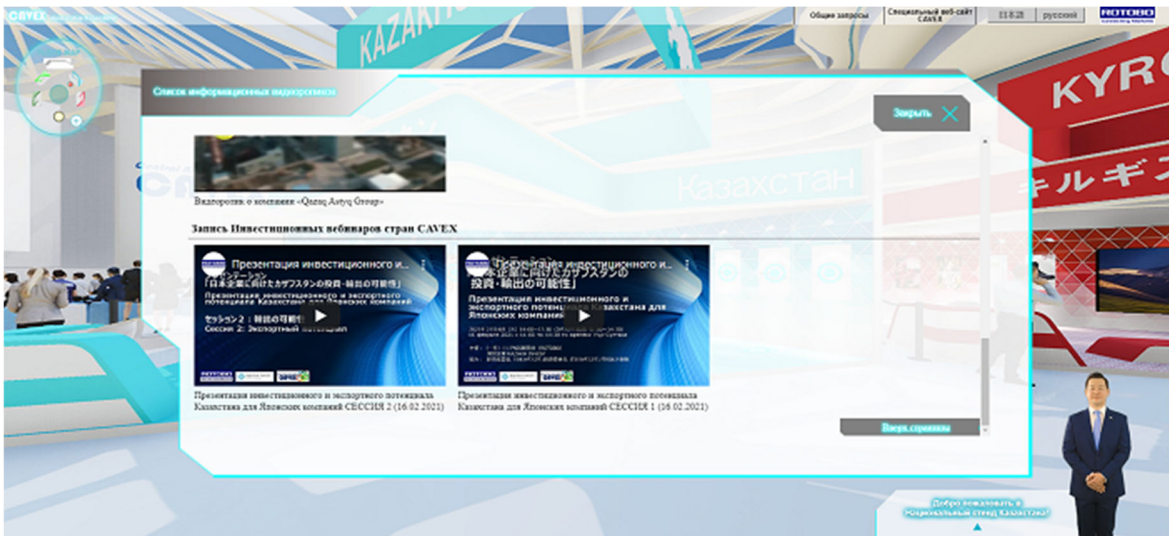 CAVEX
Общие запросы
Специальный веб-сайт
CAVEX
日本語
русский
ROTOBO
KAZAKH
KYR
キルギス
Казахстан
Список информационных видеороликов
Закрыть
Видеоролик о компании «Qazaq Astyq Group»
Запись Инвестиционных вебинаров стран CAVEX
Презентация инвестиционного и...
「日本企業に向けたカザフスタンの投資・輸出の可能性」
Презентация инвестиционного и экспортного
потенциала Казахстана для Японских компаний
セッション2：輸出の可能性
Сессия 2: Экспортный потенциал
ROTOBO
Презентация инвестиционного и...
日本企業に向けたカザフスタンの
投資・輸出の可能性」
Презентация инвестиционного и
экспортного потенциала Казахстана для
Японских компаний
ROTOBO
Презентация инвестиционного и экспортного потенциала
Казахстана для Японских компаний СЕССИЯ 2 (16.02.2021)
Презентация инвестиционного и экспортного потенциала
Казахстана для Японских компаний СЕССИЯ 1 (16.02.2021)
Вверх страницы
Добро пожаловать в
Национальный стенд Казахстана!